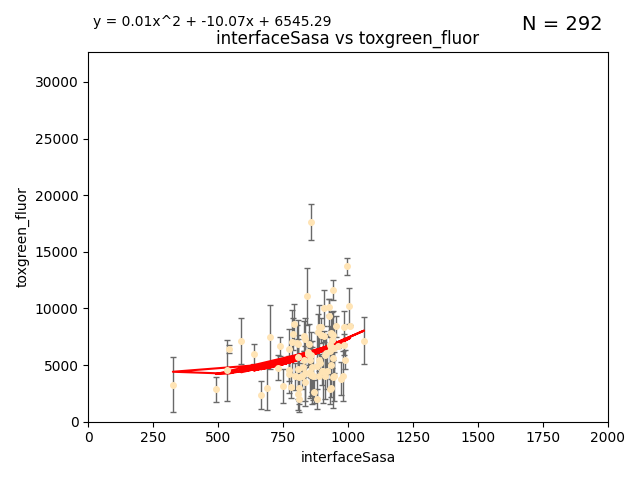 y = 0.01x^2 + -10.07x + 6545.29
N = 292
interfaceSasa vs toxgreen_fluor
30000
25000
20000
15000
10000
5000
0
toxgreen_fluor
0 250 500 750 1000 1250 1500 1750 2000
interfaceSasa